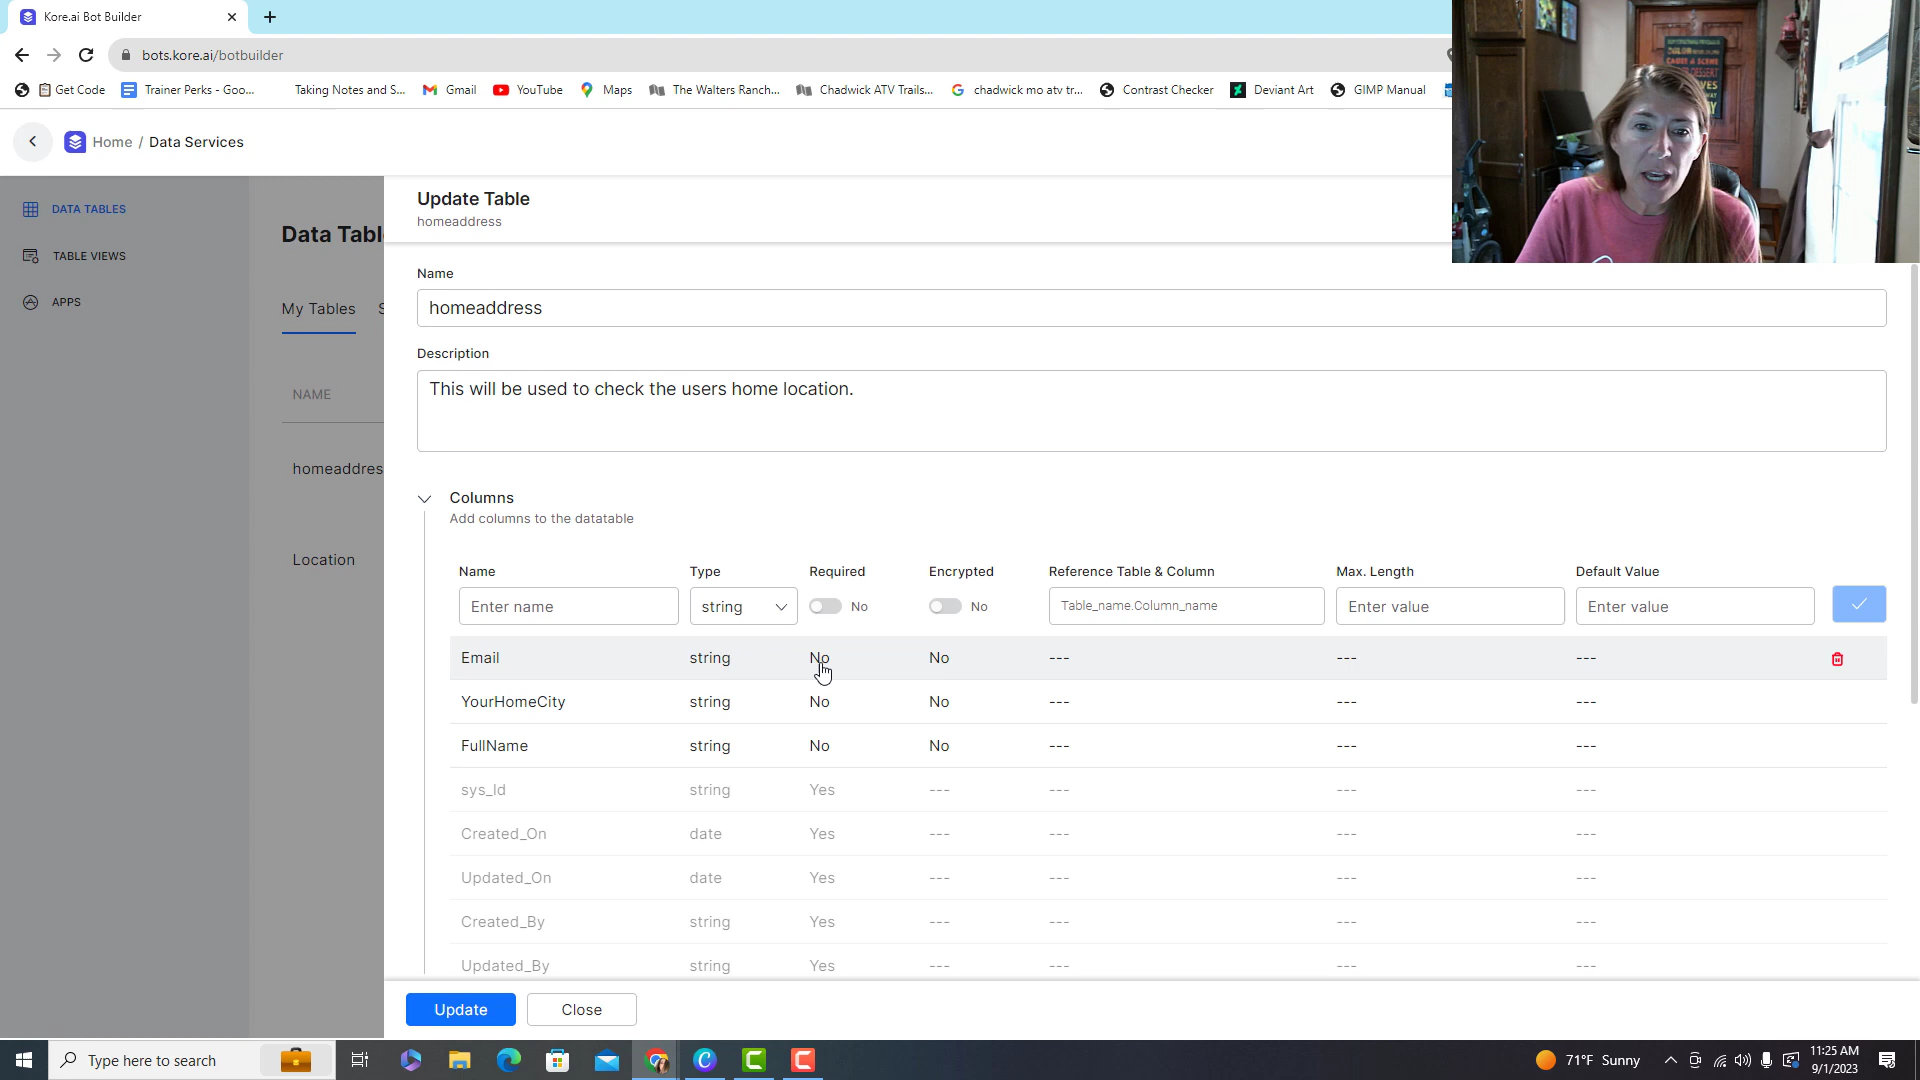 Kore.ai Bot Builder
bots.kore.ai/botbuilder
Get Code
Trainer Perks - Goo...
Taking Notes and S...
Gmail
YouTube
Maps
The Walters Ranch...
Chadwick ATV Trails...
chadwick mo atv tr...
Contrast Checker
Deviant Art
GIMP Manual
Home / Data Services
DATA TABLES
TABLE VIEWS
APPS
Data Tabl
My Tables S
NAME
homeaddres
Location
Update Table
homeaddress
Name
homeaddress
Description
This will be used to check the users home location.
Columns
Add columns to the datatable
Name Type Required Encrypted Reference Table & Column Max. Length Default Value
Enter name string No No Table_name.Column_name Enter value Enter value
Email string No No --- --- ---
YourHomeCity string No No --- --- ---
FullName string No No --- --- ---
sys_Id string Yes --- --- --- ---
Created_On date Yes --- --- --- ---
Updated_On date Yes --- --- --- ---
Created_By string Yes --- --- --- ---
Updated_By string Yes --- --- --- ---
Update Close
Type here to search
71°F Sunny
11:25 AM
9/1/2023